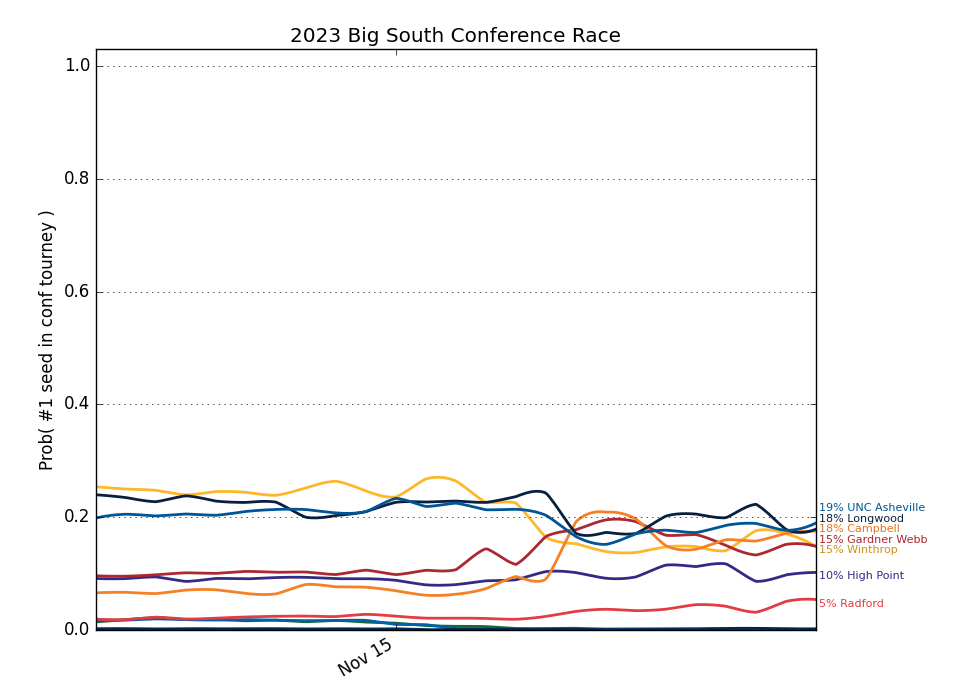 2023 Big South Conference Race
Prob( #1 seed in conf tourney )
1.0
0.8
0.6
0.4
0.2
0.0
Nov 15
19% UNC Asheville
18% Longwood
18% Campbell
15% Gardner Webb
15% Winthrop
10% High Point
5% Radford